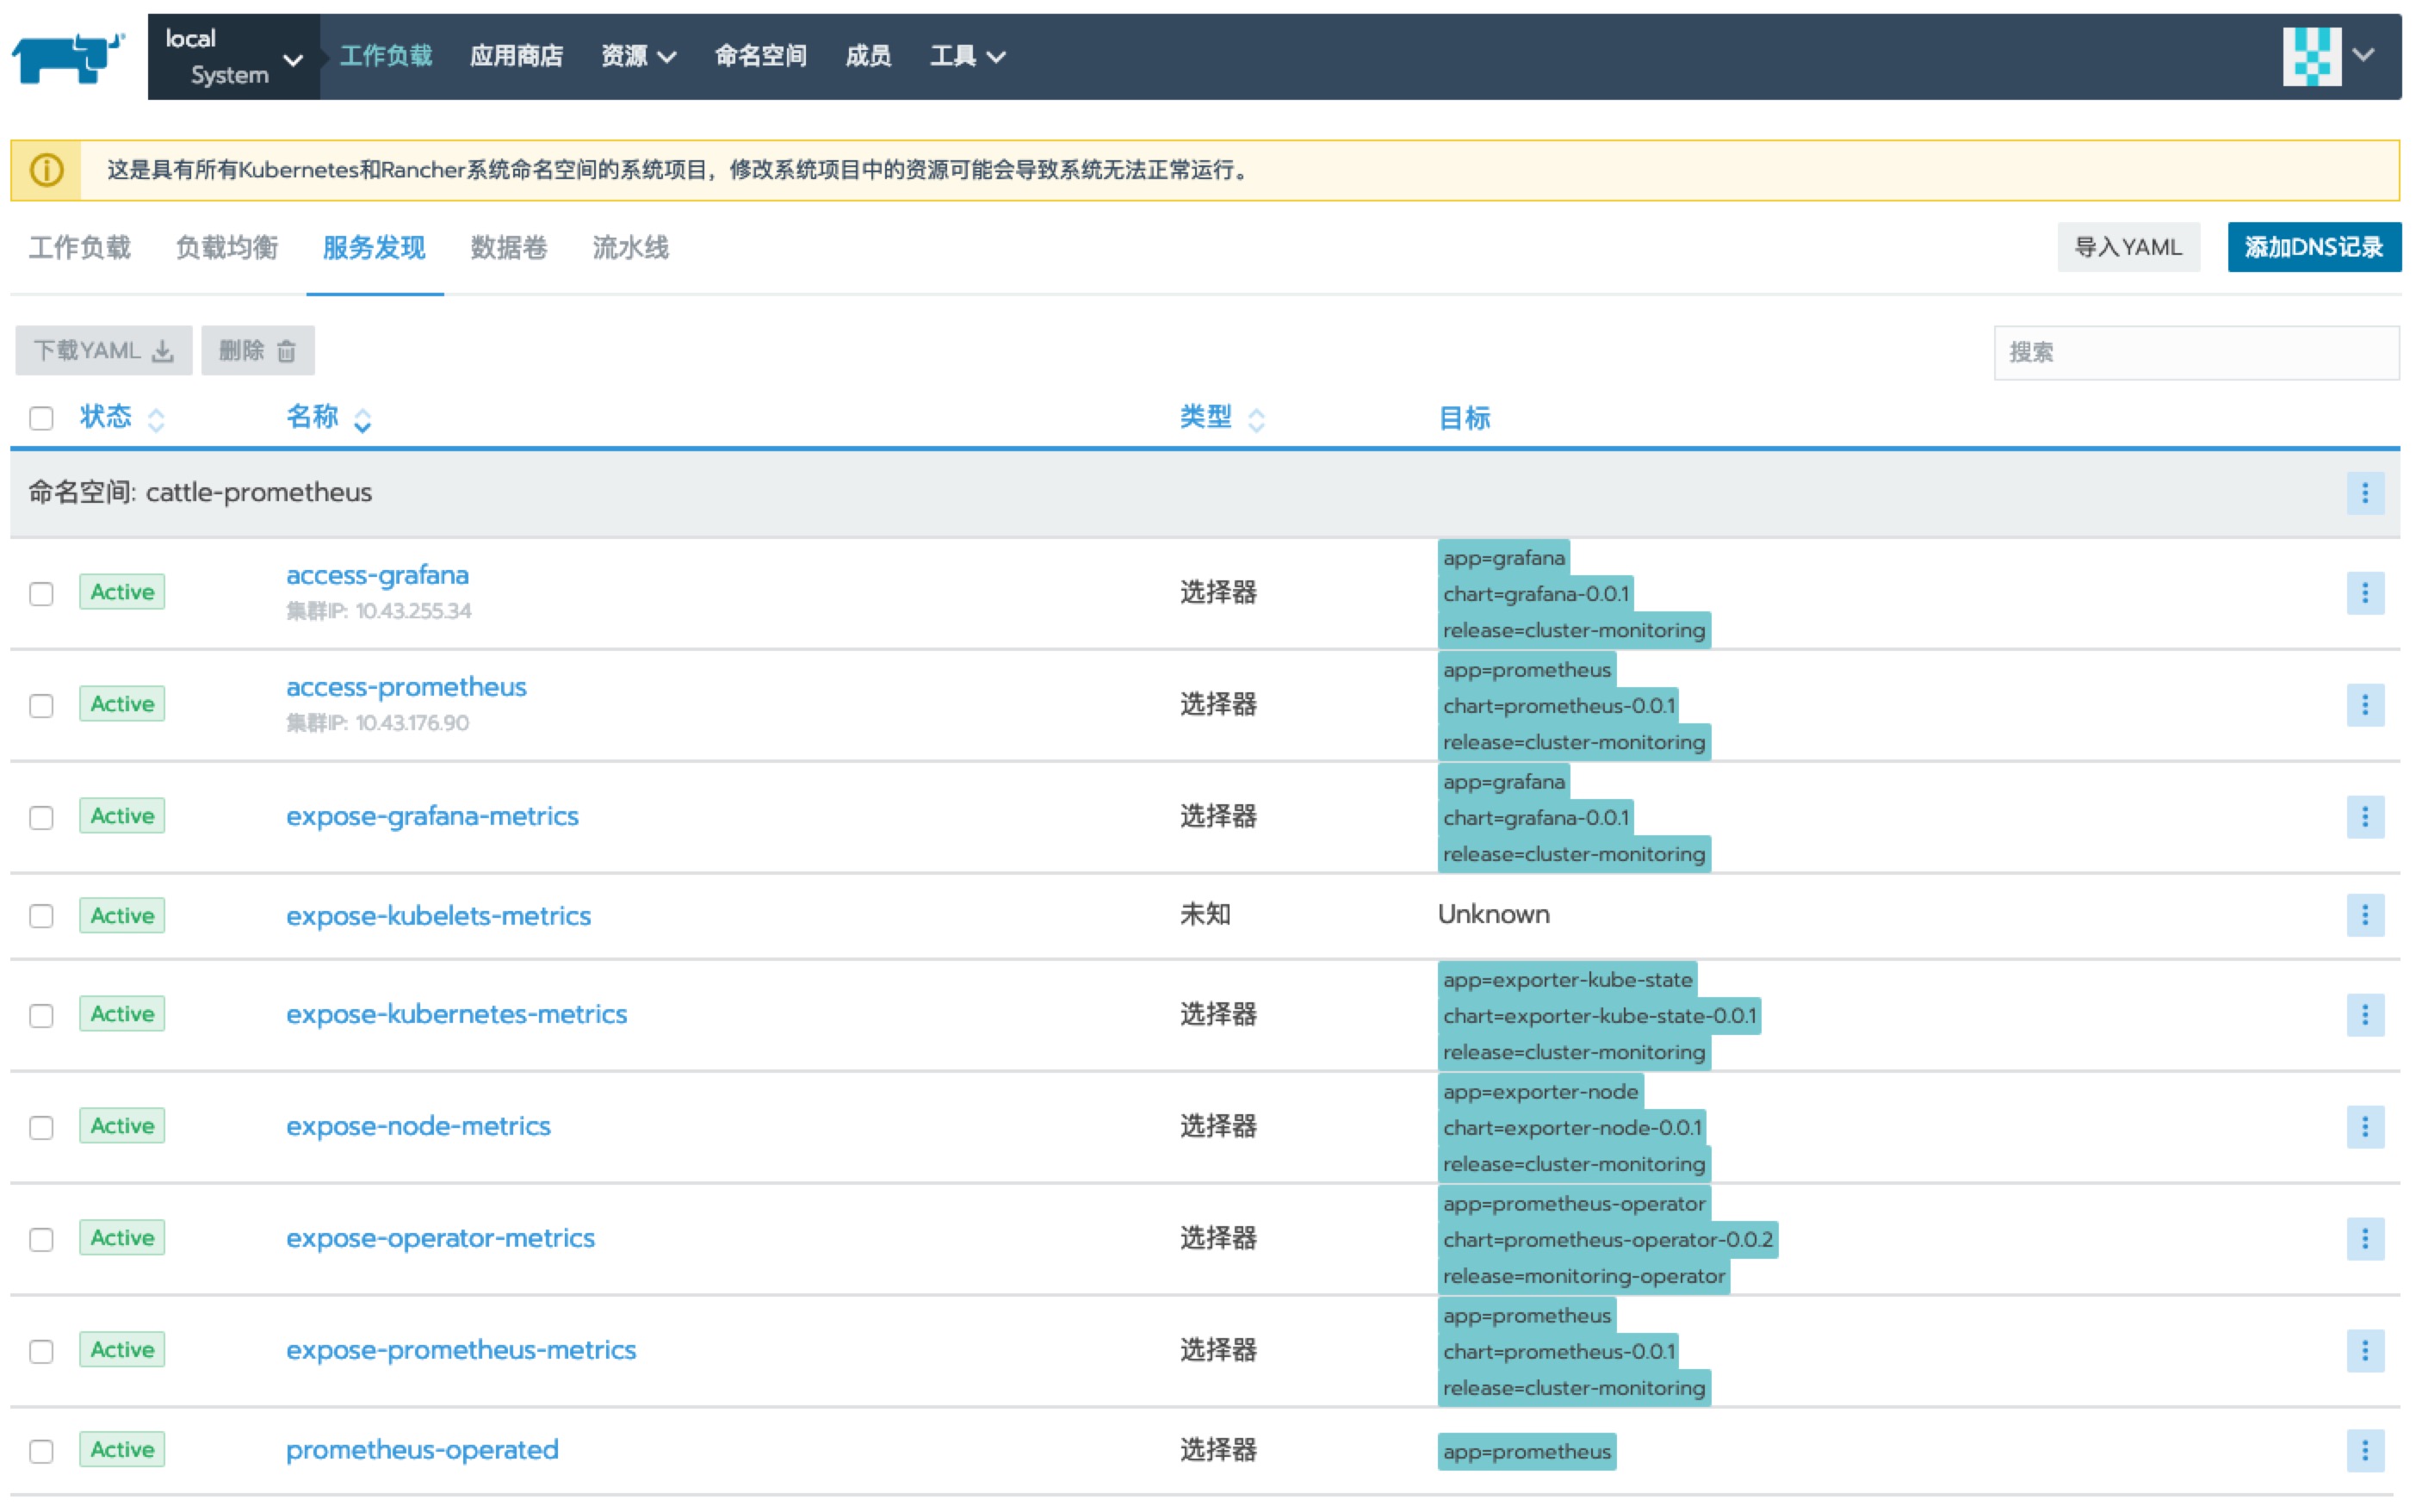 local
System
工作负载 应用商店 资源 命名空间 成员 工具
这是具有所有Kubernetes和Rancher系统命名空间的系统项目，修改系统项目中的资源可能会导致系统无法正常运行。
工作负载 负载均衡 服务发现 数据卷 流水线 导入YAML 添加DNS记录
下载YAML 删除 搜索
状态 名称 类型 目标
命名空间: cattle-prometheus
Active access-grafana 选择器
集群IP: 10.43.255.34
app=grafana
chart=grafana-0.0.1
release=cluster-monitoring
Active access-prometheus 选择器
集群IP: 10.43.176.90
app=prometheus
chart=prometheus-0.0.1
release=cluster-monitoring
Active expose-grafana-metrics 选择器
app=grafana
chart=grafana-0.0.1
release=cluster-monitoring
Active expose-kubelets-metrics 未知 Unknown
Active expose-kubernetes-metrics 选择器
app=exporter-kube-state
chart=exporter-kube-state-0.0.1
release=cluster-monitoring
Active expose-node-metrics 选择器
app=exporter-node
chart=exporter-node-0.0.1
release=cluster-monitoring
Active expose-operator-metrics 选择器
app=prometheus-operator
chart=prometheus-operator-0.0.2
release=monitoring-operator
Active expose-prometheus-metrics 选择器
app=prometheus
chart=prometheus-0.0.1
release=cluster-monitoring
Active prometheus-operated 选择器 app=prometheus